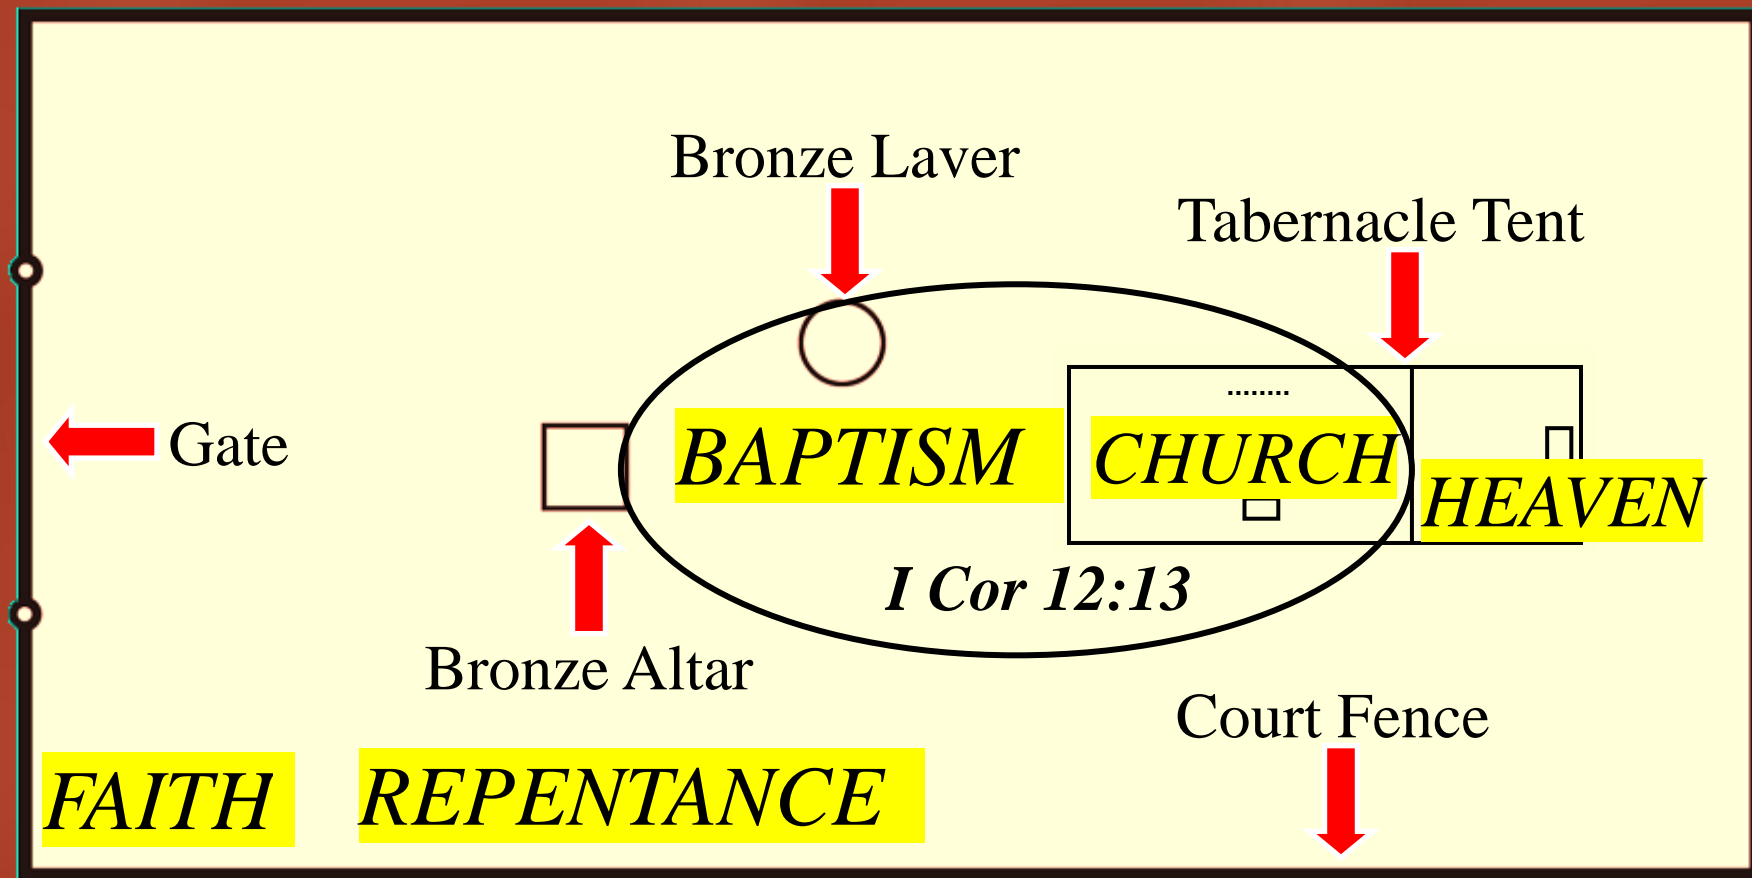 Bronze Laver
Tabernacle Tent
Gate
BAPTISM
CHURCH
HEAVEN
I Cor 12:13
Bronze Altar
Court Fence
FAITH
REPENTANCE